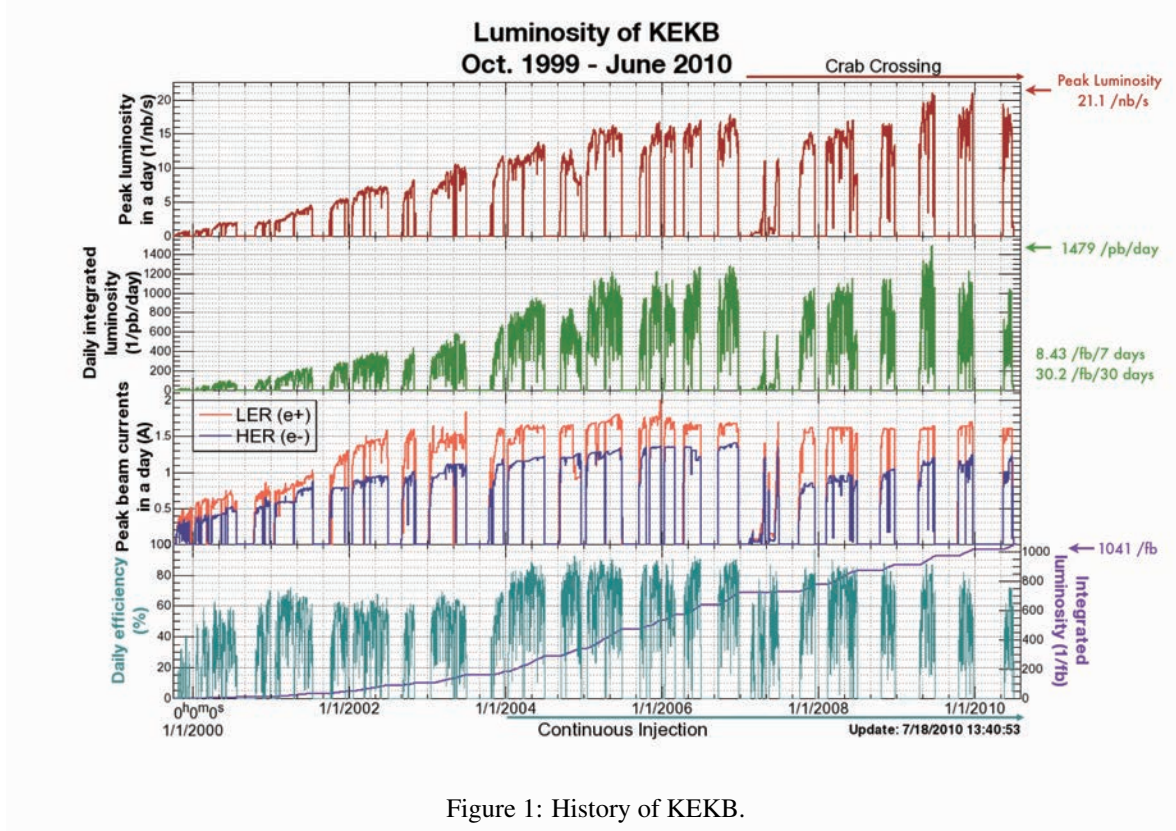 Luminosity of KEKB
Oct. 1999 - June 2010
Crab Crossing
Peak Luminosity
21.1 /nb/s
Peak luminosity
in a day (1/nb/s)
20
15
10
5
0
1479 /pb/day
Daily integrated
luminosity
(1/pb/day)
1400
1200
1000
800
600
400
200
0
8.43 /fb/7 days
30.2 /fb/30 days
Peak beam currents
in a day (A)
2
1.5
1
0.5
LER (e+)
HER (e-)
Daily efficiency
(%)
100
80
60
40
20
0
1041 /fb
1000
800
600
400
200
0
Integrated
luminosity (1/fb)
0h0m0s
1/1/2000
1/1/2002
1/1/2004
1/1/2006
1/1/2008
1/1/2010
Continuous Injection
Update: 7/18/2010 13:40:53
Figure 1: History of KEKB.